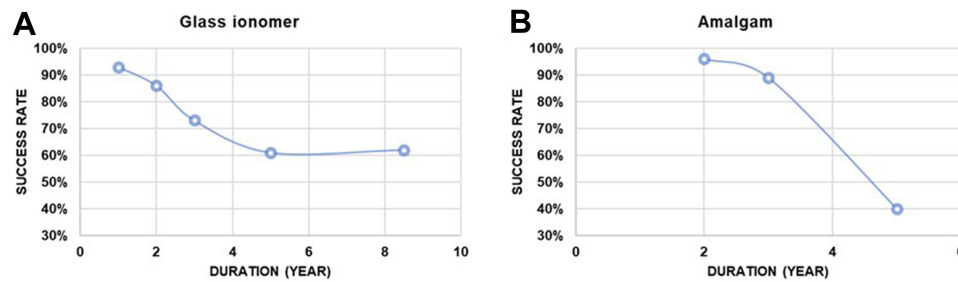 A
Glass ionomer
100%
90%
80%
70%
60%
50%
40%
30%
SUCCESS RATE
0 2 4 6 8 10
DURATION (YEAR)
B
Amalgam
100%
90%
80%
70%
60%
50%
40%
30%
SUCCESS RATE
0 2 4
DURATION (YEAR)